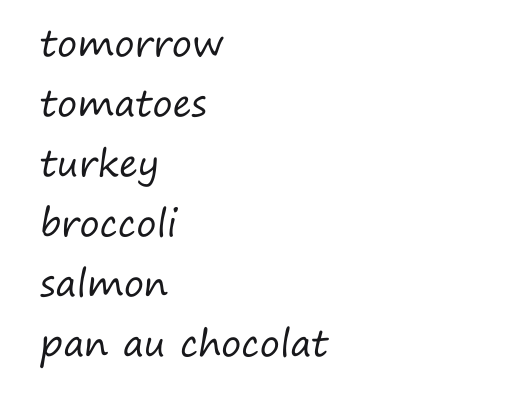 tomorrow
tomatoes
turkey
broccoli
salmon
pan au chocolat